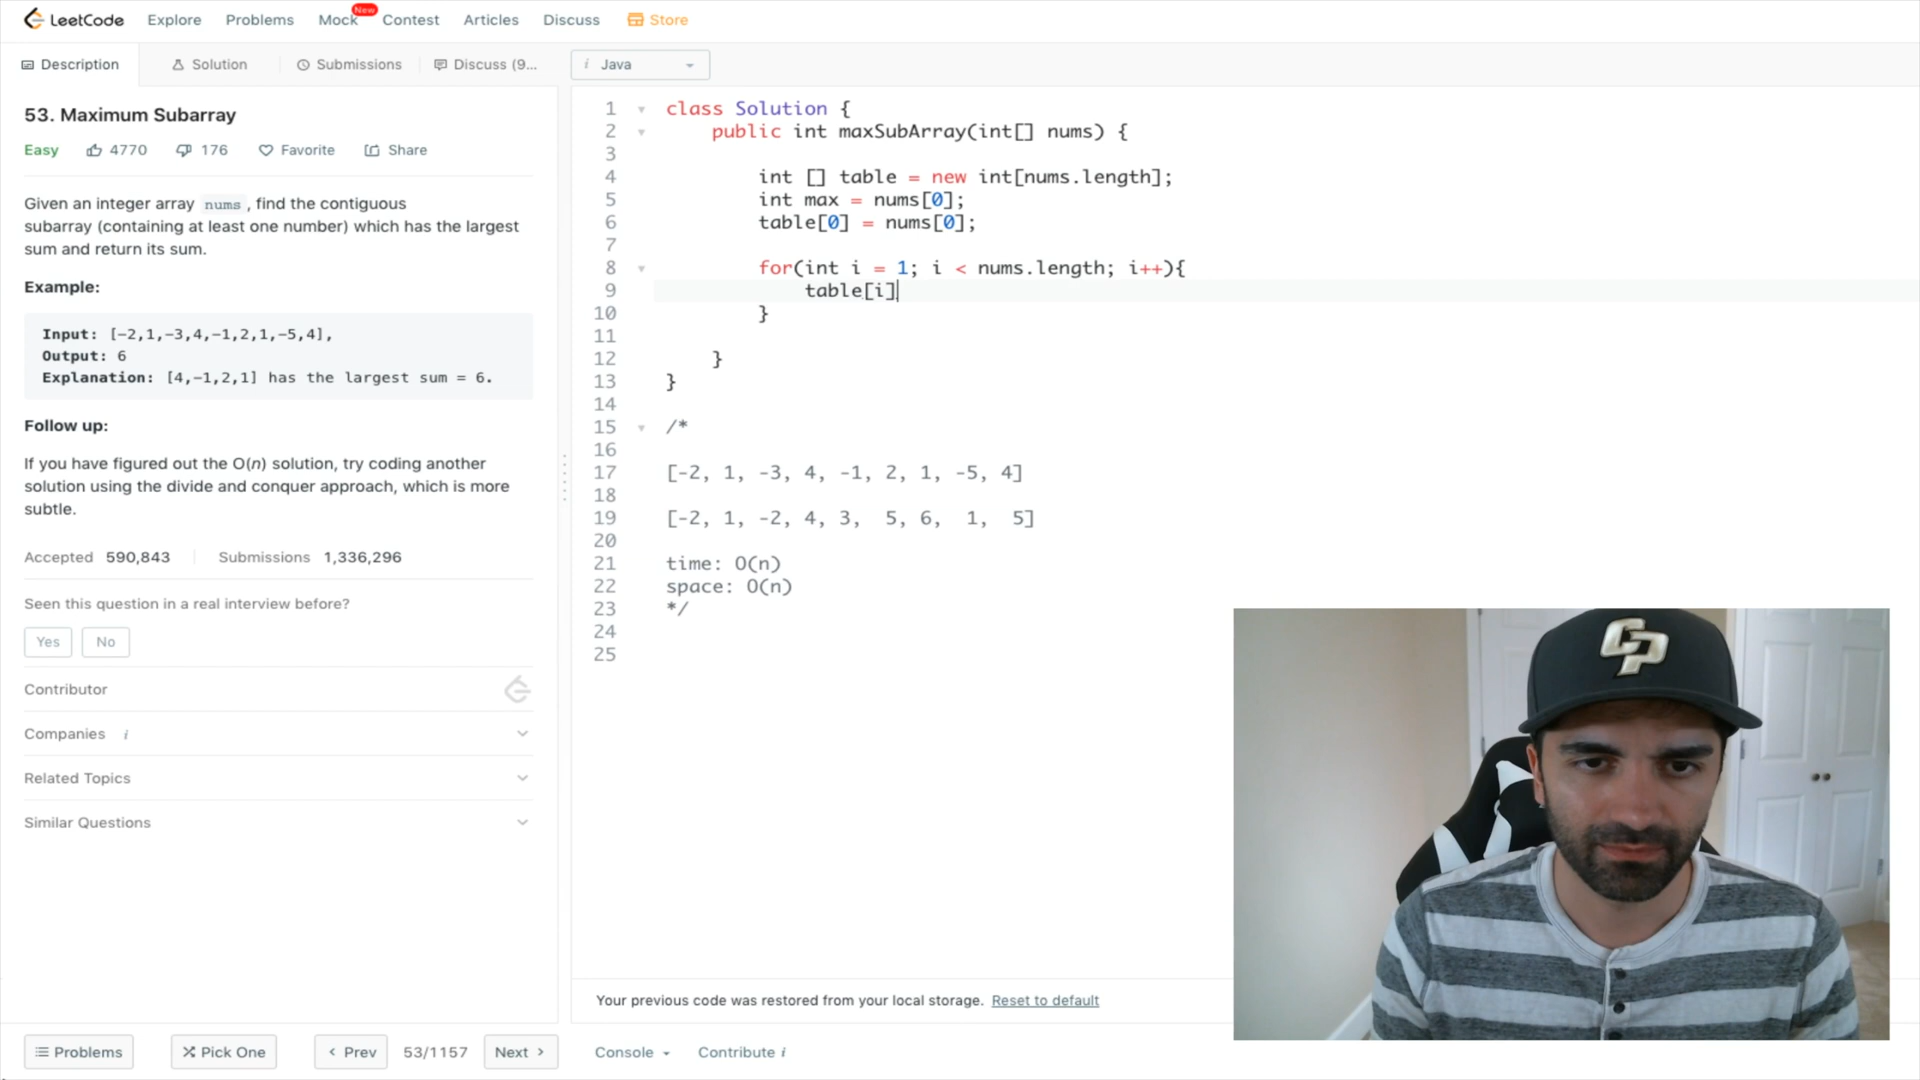 LeetCode
Explore
Problems
Mock
New
Contest
Articles
Discuss
Store
Description
Solution
Submissions
Discuss (9...
i Java
53. Maximum Subarray
Easy
4770
176
Favorite
Share
Given an integer array nums , find the contiguous
subarray (containing at least one number) which has the largest
sum and return its sum.
Example:
Input: [-2,1,-3,4,-1,2,1,-5,4],
Output: 6
Explanation: [4,-1,2,1] has the largest sum = 6.
Follow up:
If you have figured out the O(n) solution, try coding another
solution using the divide and conquer approach, which is more
subtle.
Accepted 590,843
Submissions 1,336,296
Seen this question in a real interview before?
Yes
No
Contributor
Companies i
Related Topics
Similar Questions
Problems
Pick One
Prev
53/1157
Next
1 class Solution {
2 public int maxSubArray(int[] nums) {
3
4 int [] table = new int[nums.length];
5 int max = nums[0];
6 table[0] = nums[0];
7
8 for(int i = 1; i < nums.length; i++){
9 table[i]
10 }
11
12 }
13 }
14
15 /*
16
17 [-2, 1, -3, 4, -1, 2, 1, -5, 4]
18
19 [-2, 1, -2, 4, 3, 5, 6, 1, 5]
20
21 time: O(n)
22 space: O(n)
23 */
24
25
Your previous code was restored from your local storage. Reset to default
Console
Contribute i
CP